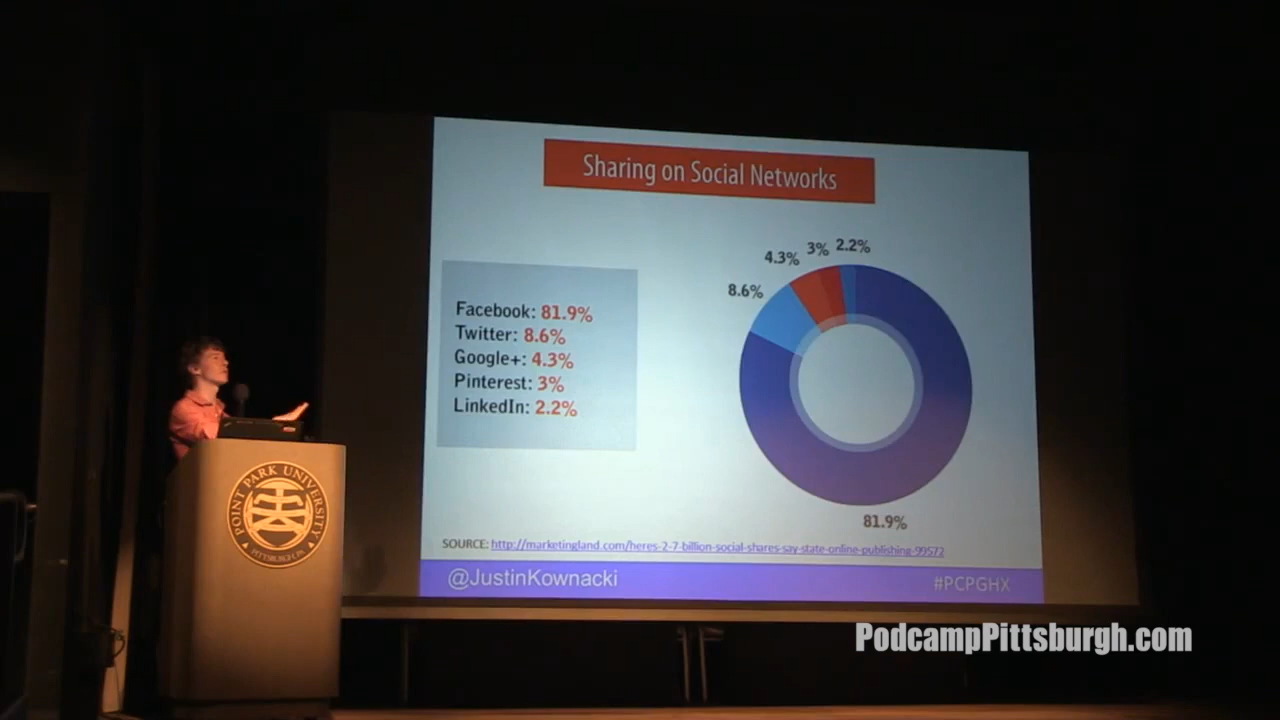 Sharing on Social Networks
4.3% 3% 2.2%
8.6%
Facebook: 81.9%
Twitter: 8.6%
Google+: 4.3%
Pinterest: 3%
LinkedIn: 2.2%
81.9%
SOURCE: http://marketingland.com/heres-2-7-billion-social-shares-say-state-online-publishing-99572
@JustinKownacki
#PCPGHX
POINT PARK UNIVERSITY
PITTSBURGH, PA
PodcampPittsburgh.com